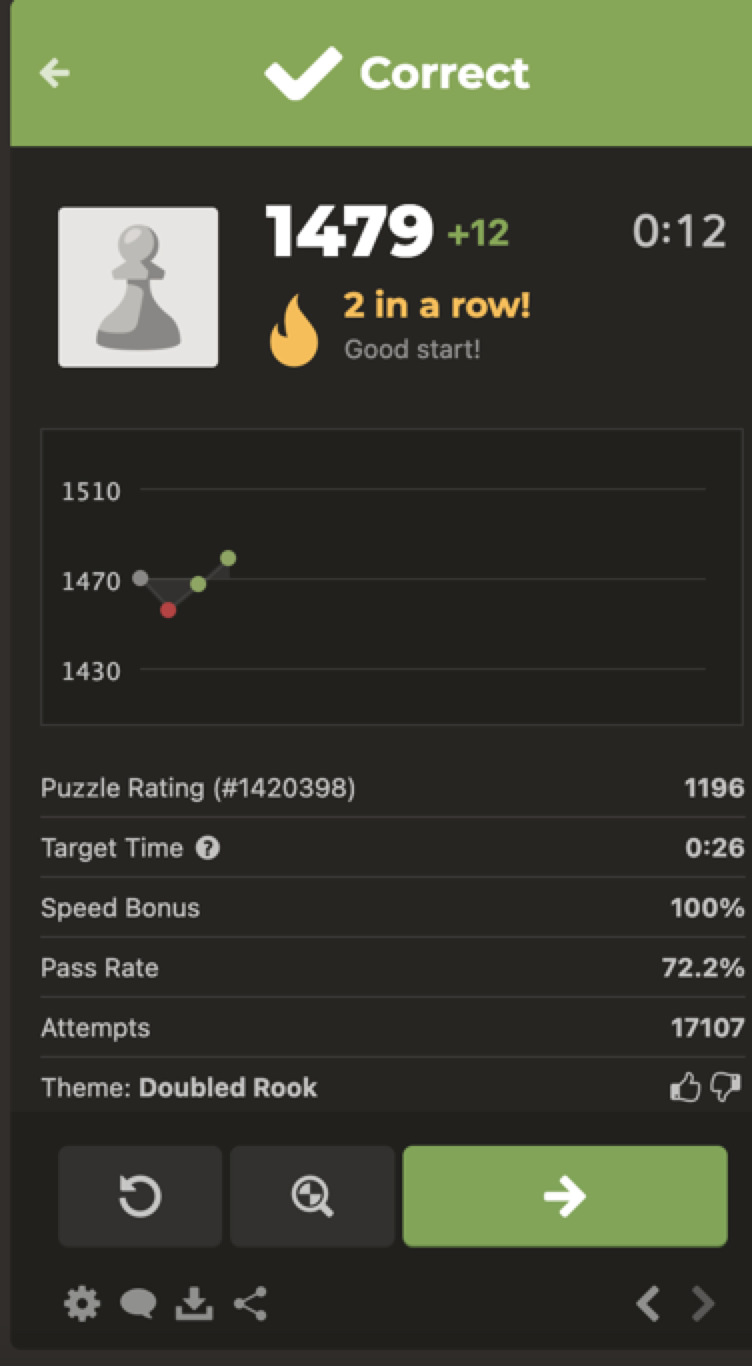 Correct
1479 +12 0:12
2 in a row!
Good start!
1510
1470
1430
Puzzle Rating (#1420398) 1196
Target Time ? 0:26
Speed Bonus 100%
Pass Rate 72.2%
Attempts 17107
Theme: Doubled Rook